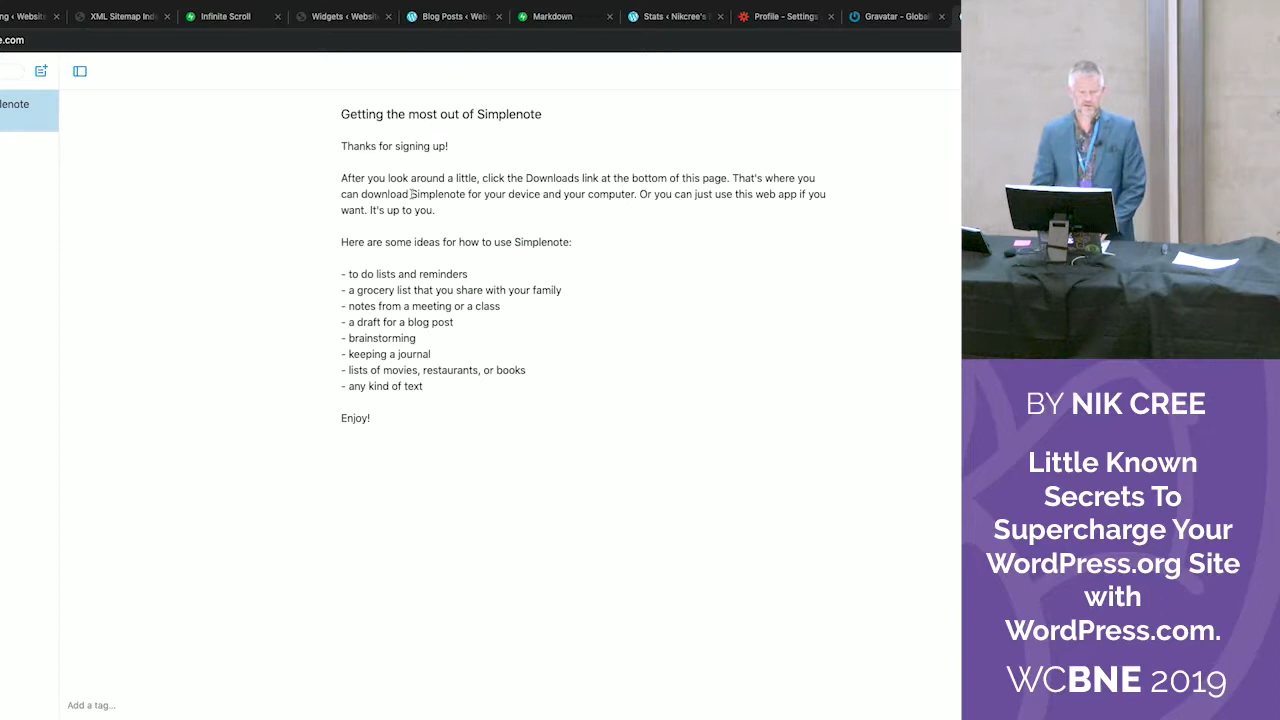 ng ‹ Websit
XML Sitemap Ind
Infinite Scroll
Widgets ‹ Websit
Blog Posts ‹ Web
Markdown
Stats ‹ Nikcree's
Profile - Settings
Gravatar - Global
e.com
lenote
Getting the most out of Simplenote
Thanks for signing up!
After you look around a little, click the Downloads link at the bottom of this page. That's where you
can download Simplenote for your device and your computer. Or you can just use this web app if you
want. It's up to you.
Here are some ideas for how to use Simplenote:
- to do lists and reminders
- a grocery list that you share with your family
- notes from a meeting or a class
- a draft for a blog post
- brainstorming
- keeping a journal
- lists of movies, restaurants, or books
- any kind of text
Enjoy!
Add a tag...
BY NIK CREE
Little Known
Secrets To
Supercharge Your
WordPress.org Site
with
WordPress.com.
WCBNE 2019